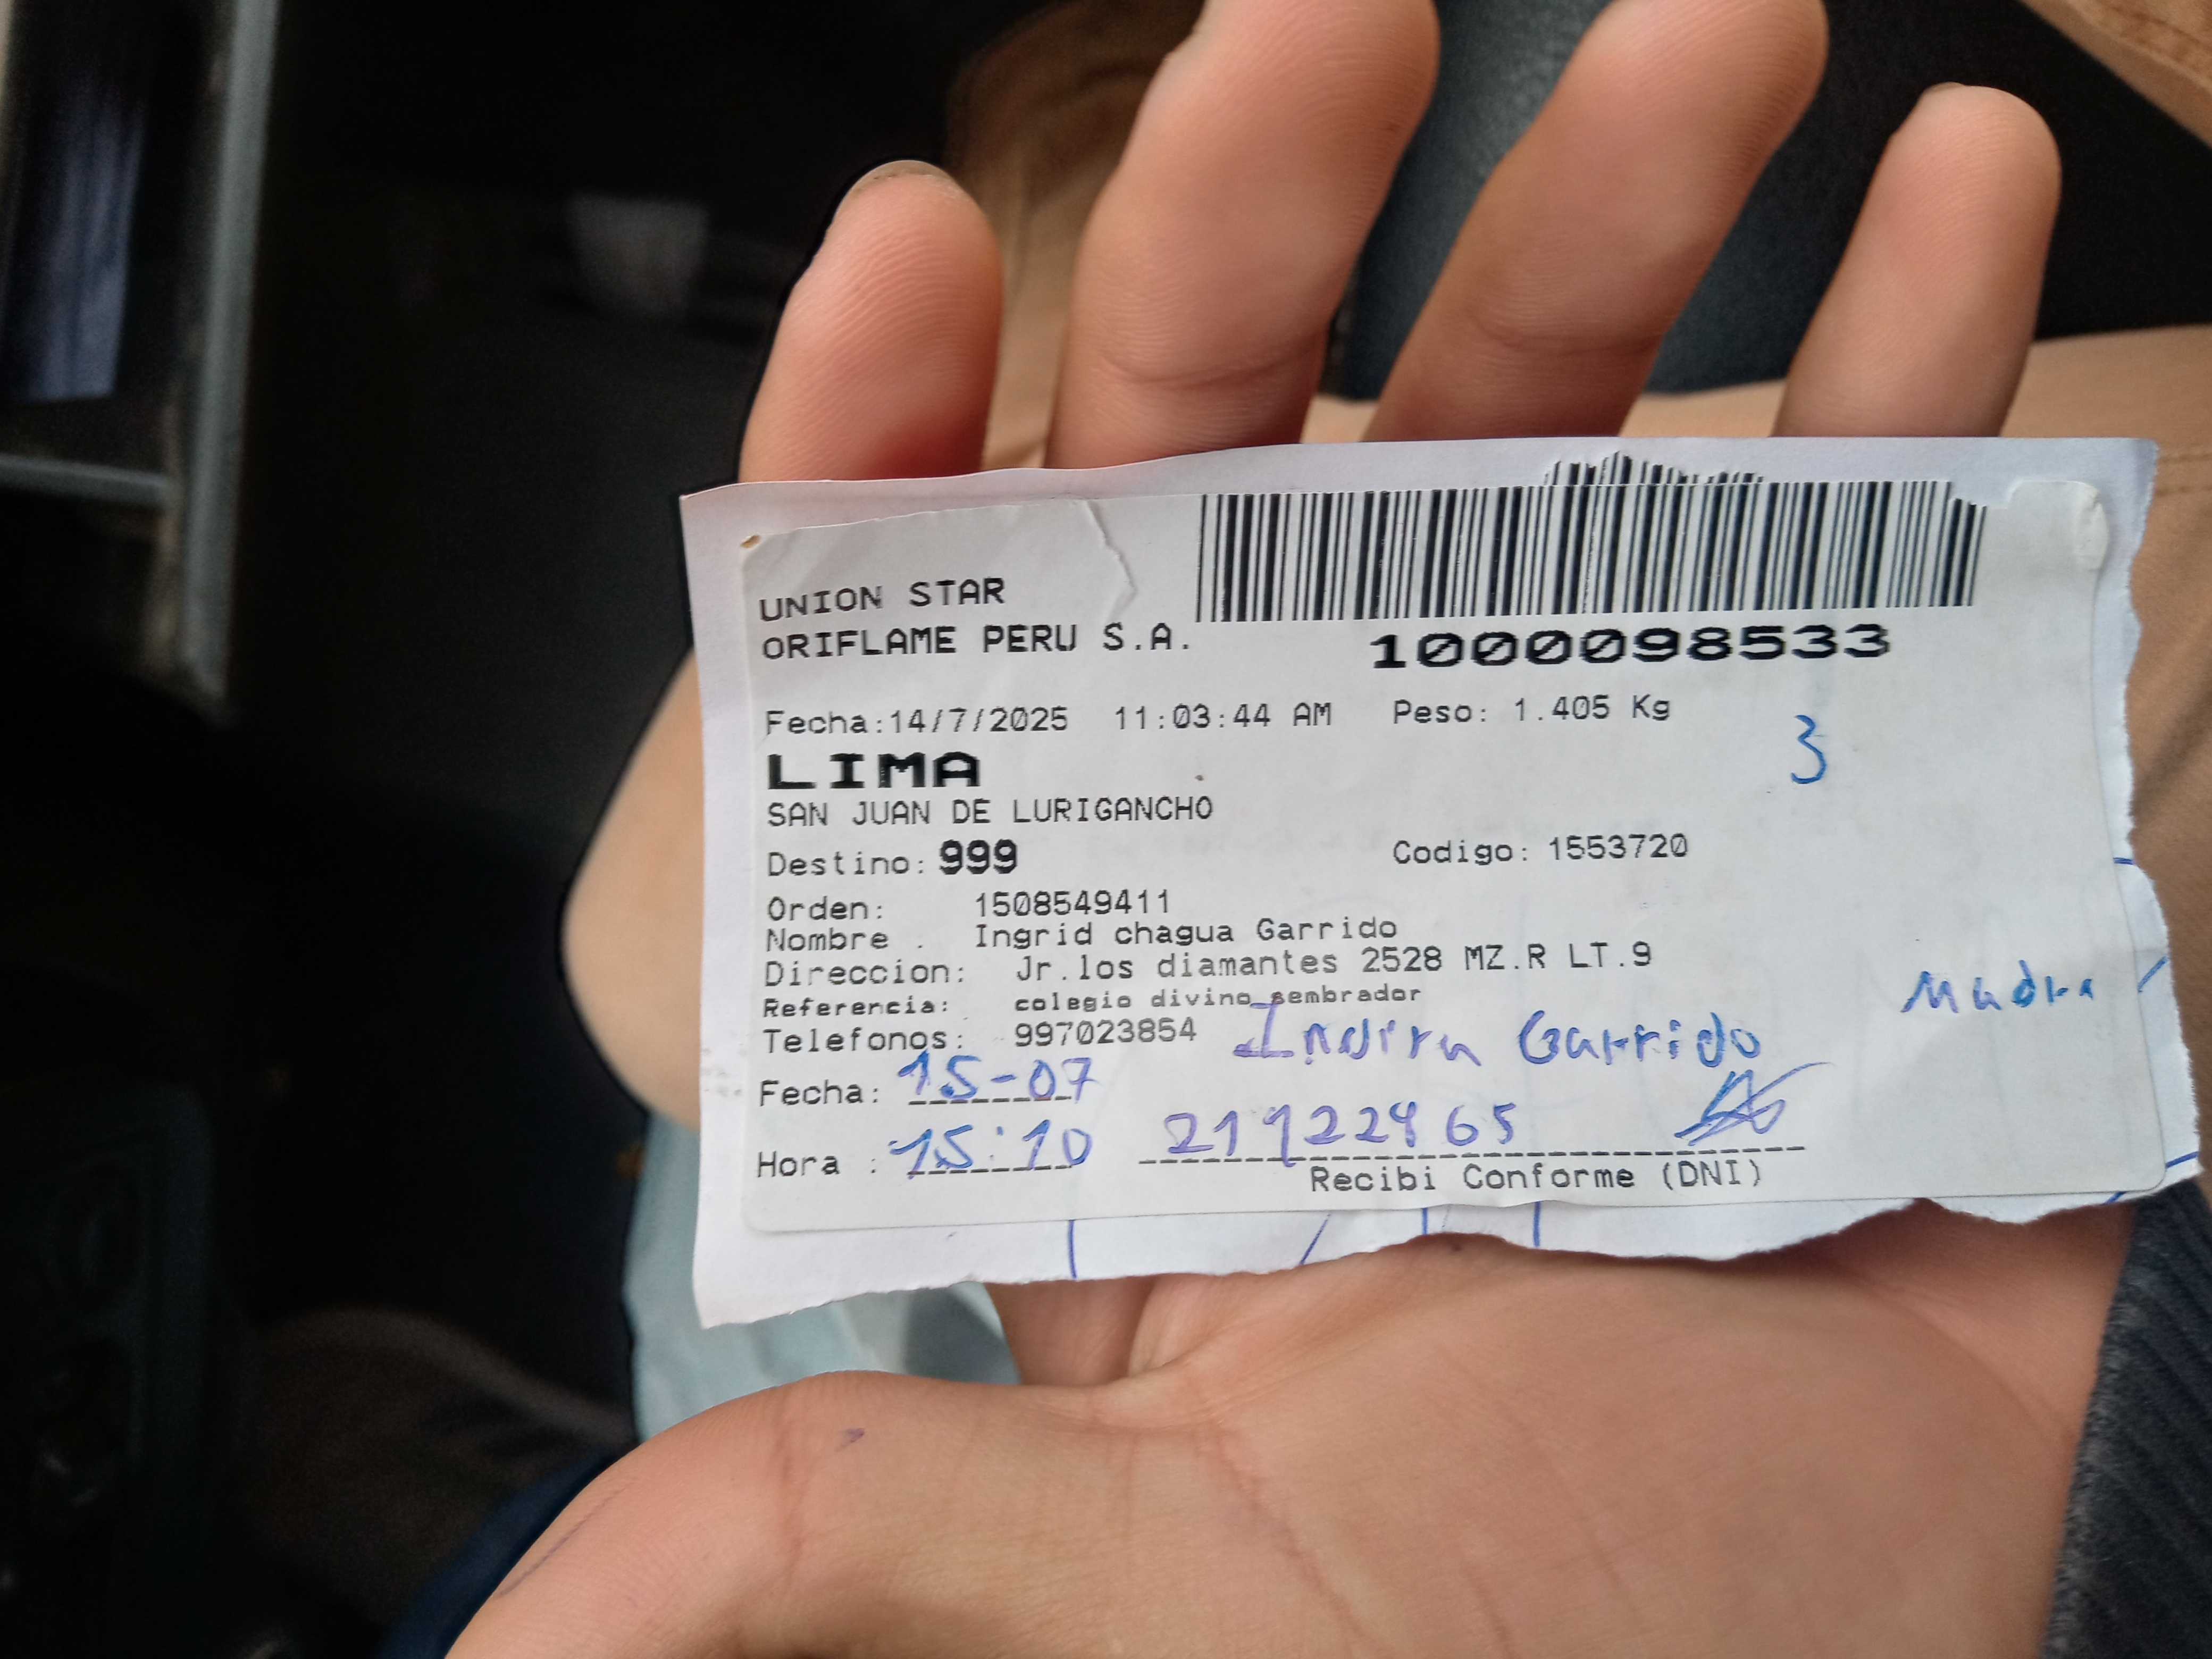 UNION STAR
ORIFLAME PERU S.A.
1000098533
Fecha:14/7/2025 11:03:44 AM Peso: 1.405 Kg
3
LIMA
SAN JUAN DE LURIGANCHO
Destino: 999 Codigo: 1553720
Orden: 1508549411
Nombre . Ingrid chagua Garrido
Direccion: Jr.los diamantes 2528 MZ.R LT.9
Referencia: colegio divino sembrador
Madre
Telefonos: 997023854 Indira Garrido
Fecha: 15-07
Hora : 15:10 21922465
Recibi Conforme (DNI)